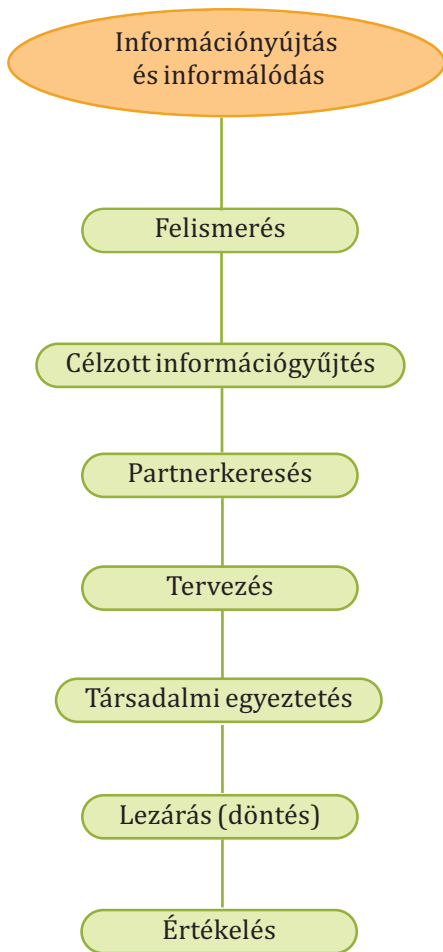 Információnyújtás
és informálódás
Felismerés
Célzott információgyűjtés
Partnerkeresés
Tervezés
Társadalmi egyeztetés
Lezárás (döntés)
Értékelés